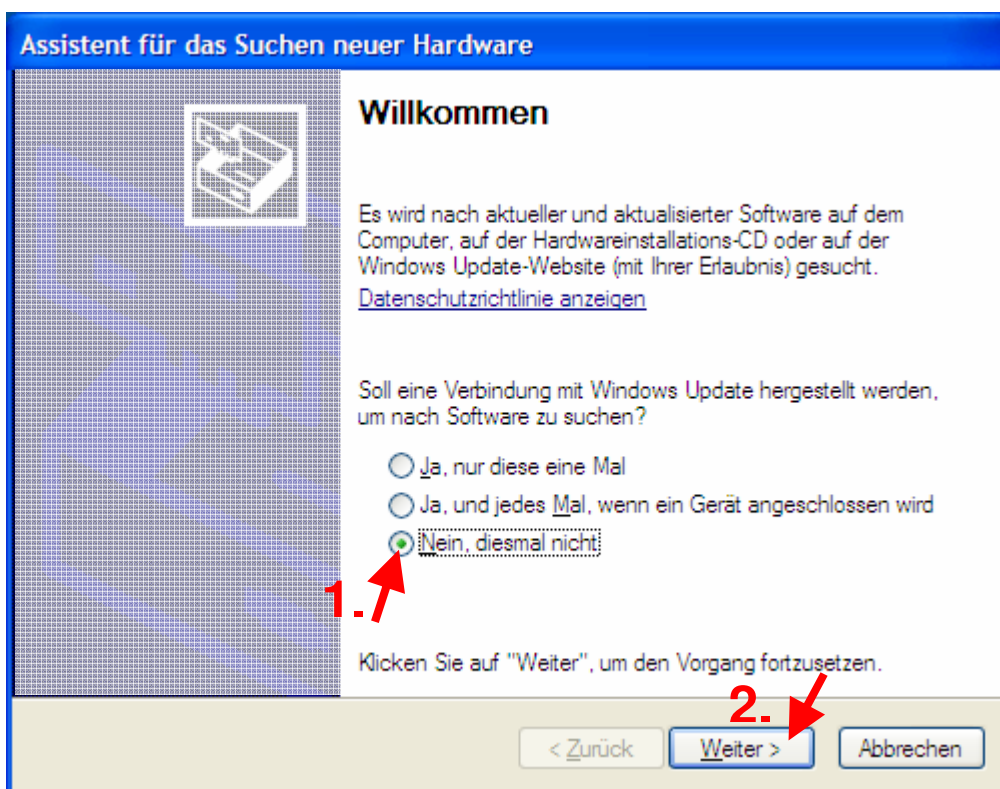 Assistent für das Suchen neuer Hardware
Willkommen
Es wird nach aktueller und aktualisierter Software auf dem
Computer, auf der Hardwareinstallations-CD oder auf der
Windows Update-Website (mit Ihrer Erlaubnis) gesucht.
Datenschutzrichtlinie anzeigen
Soll eine Verbindung mit Windows Update hergestellt werden,
um nach Software zu suchen?
Ja, nur diese eine Mal
Ja, und jedes Mal, wenn ein Gerät angeschlossen wird
Nein, diesmal nicht
1.
Klicken Sie auf "Weiter", um den Vorgang fortzusetzen.
2.
< Zurück Weiter > Abbrechen